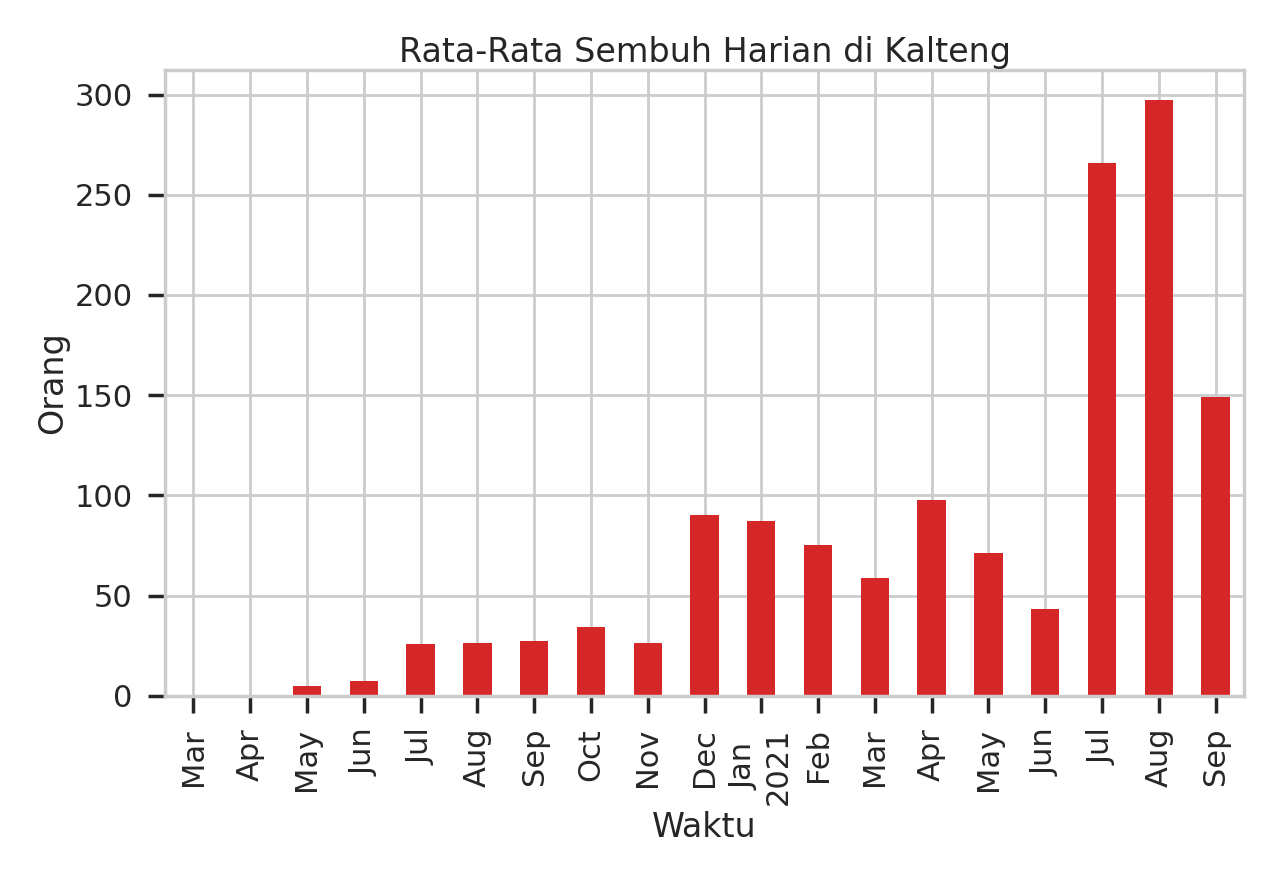 Rata-Rata Sembuh Harian di Kalteng
300
250
200
150
100
50
0
Orang
Mar
Apr
May
Jun
Jul
Aug
Sep
Oct
Nov
Dec
Jan
2021
Feb
Mar
Apr
May
Jun
Jul
Aug
Sep
Waktu